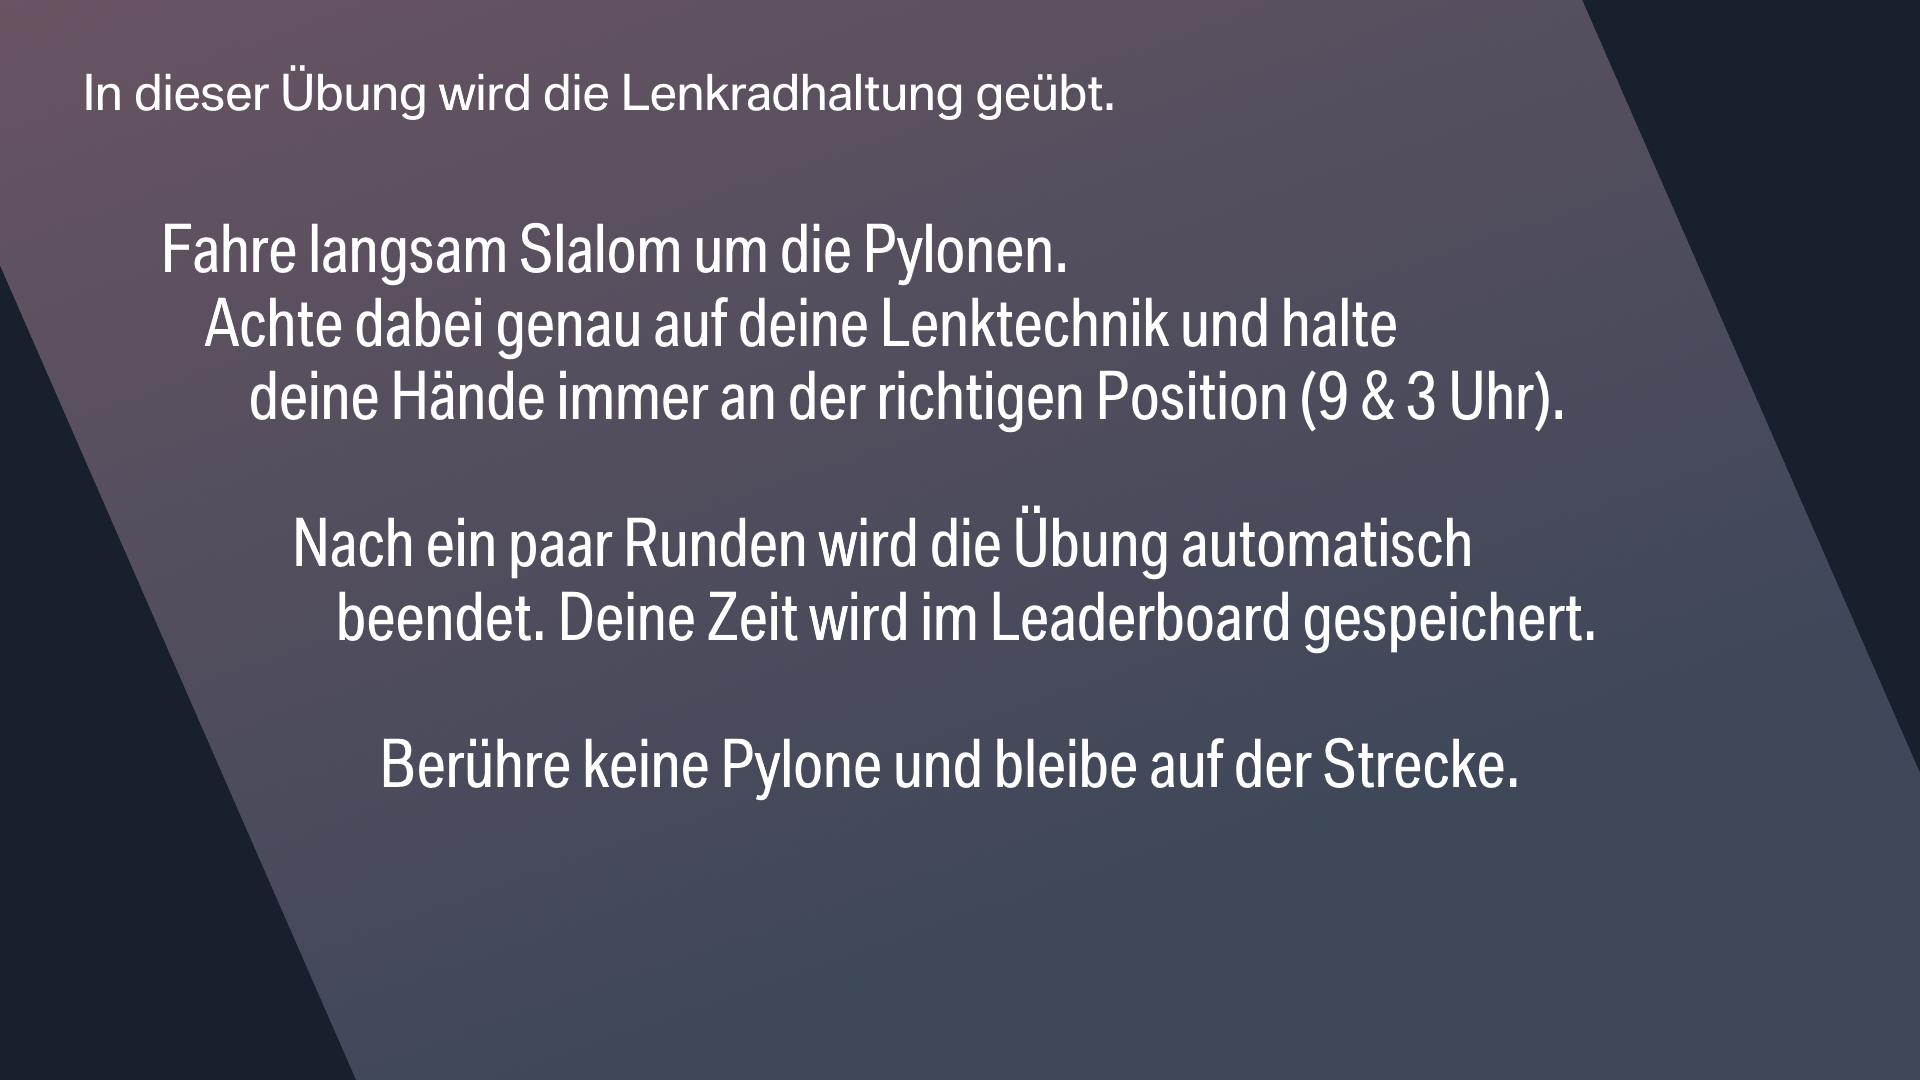 In dieser Übung wird die Lenkradhaltung geübt.
Fahre langsam Slalom um die Pylonen.
Achte dabei genau auf deine Lenktechnik und halte
deine Hände immer an der richtigen Position (9 & 3 Uhr).
Nach ein paar Runden wird die Übung automatisch
beendet. Deine Zeit wird im Leaderboard gespeichert.
Berühre keine Pylone und bleibe auf der Strecke.